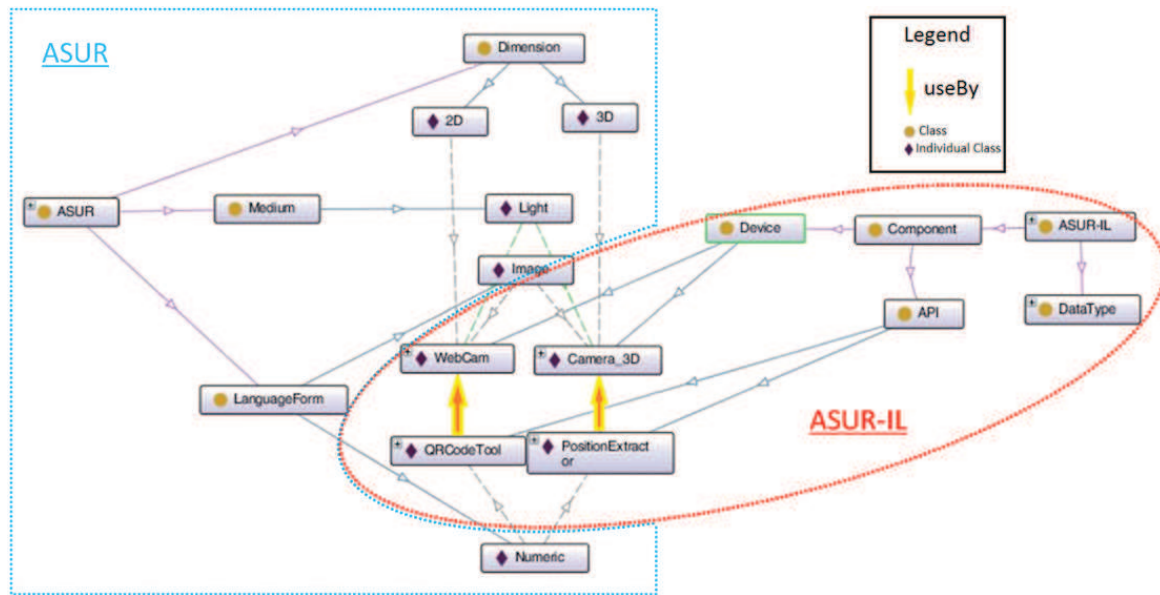 ASUR
Dimension
Legend
useBy
Class
Individual Class
2D
3D
ASUR
Medium
Light
Device
Component
ASUR-IL
Image
API
DataType
WebCam
Camera_3D
LanguageForm
ASUR-IL
QRCodeTool
PositionExtract
or
Numeric